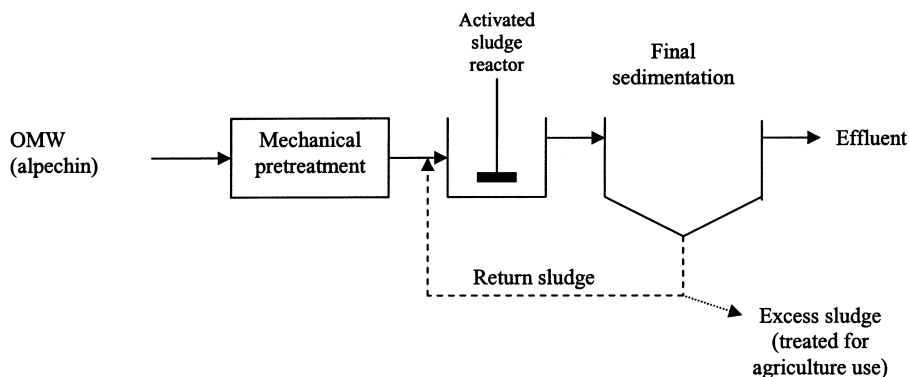 Activated
sludge
reactor
Final
sedimentation
OMW
(alpechin)
Mechanical
pretreatment
Effluent
Return sludge
Excess sludge
(treated for
agriculture use)